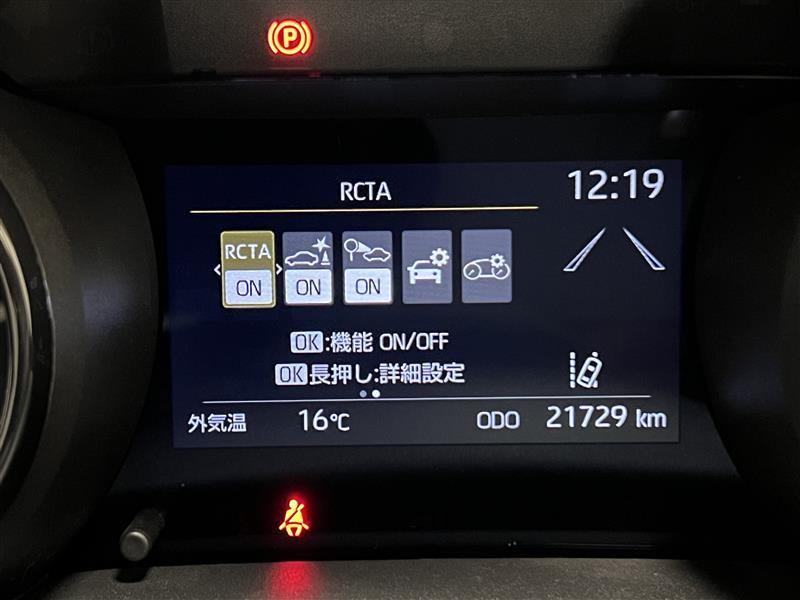 P
12:19
RCTA
RCTA
ON ON ON
OK:機能 ON/OFF
OK長押し:詳細設定
外気温 16℃ ODO 21729 km